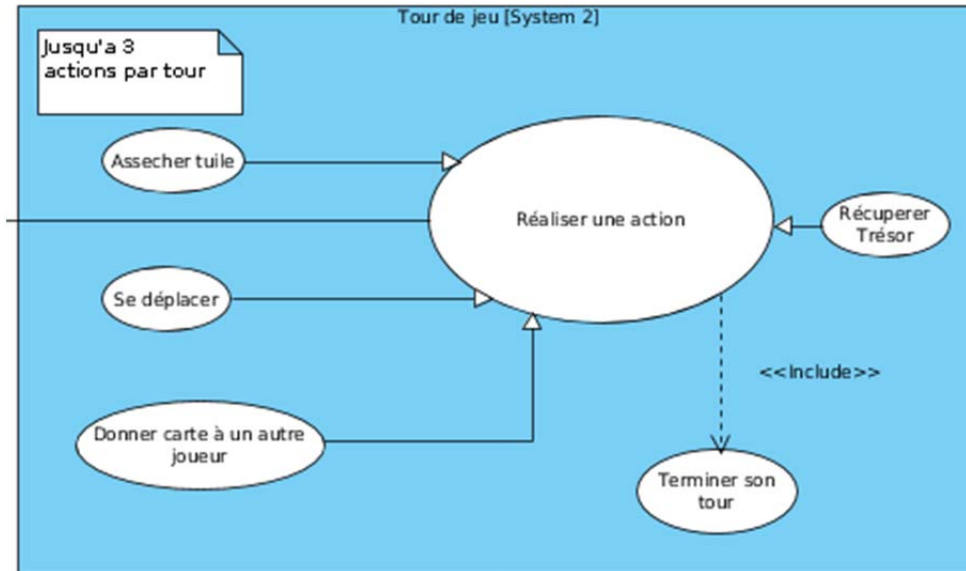 Tour de jeu [System 2]
Jusqu'a 3
actions par tour
Assecher tuile
Réaliser une action
Récuperer
Trésor
Se déplacer
<<Include>>
Donner carte à un autre
joueur
Terminer son
tour